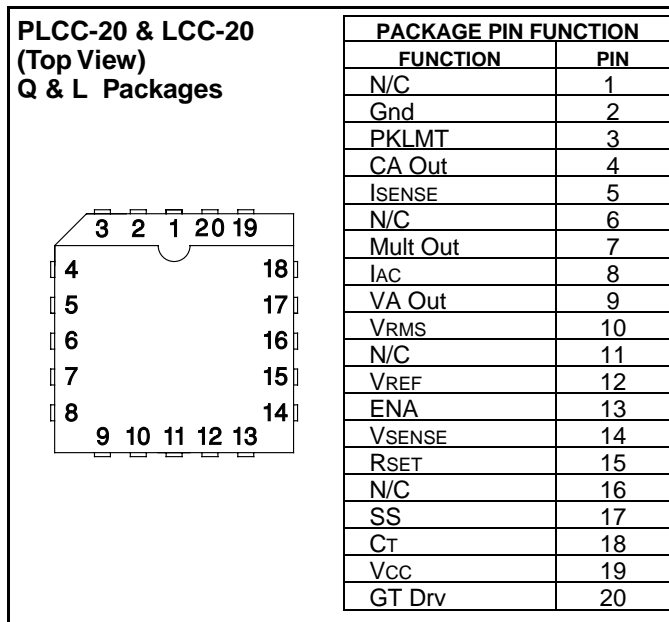 PLCC-20 & LCC-20
(Top View)
Q & L Packages
3 2 1 20 19
4 18
5 17
6 16
7 15
8 14
9 10 11 12 13
PACKAGE PIN FUNCTION
FUNCTION PIN
N/C 1
Gnd 2
PKLMT 3
CA Out 4
ISENSE 5
N/C 6
Mult Out 7
IAC 8
VA Out 9
VRMS 10
N/C 11
VREF 12
ENA 13
VSENSE 14
RSET 15
N/C 16
SS 17
CT 18
VCC 19
GT Drv 20